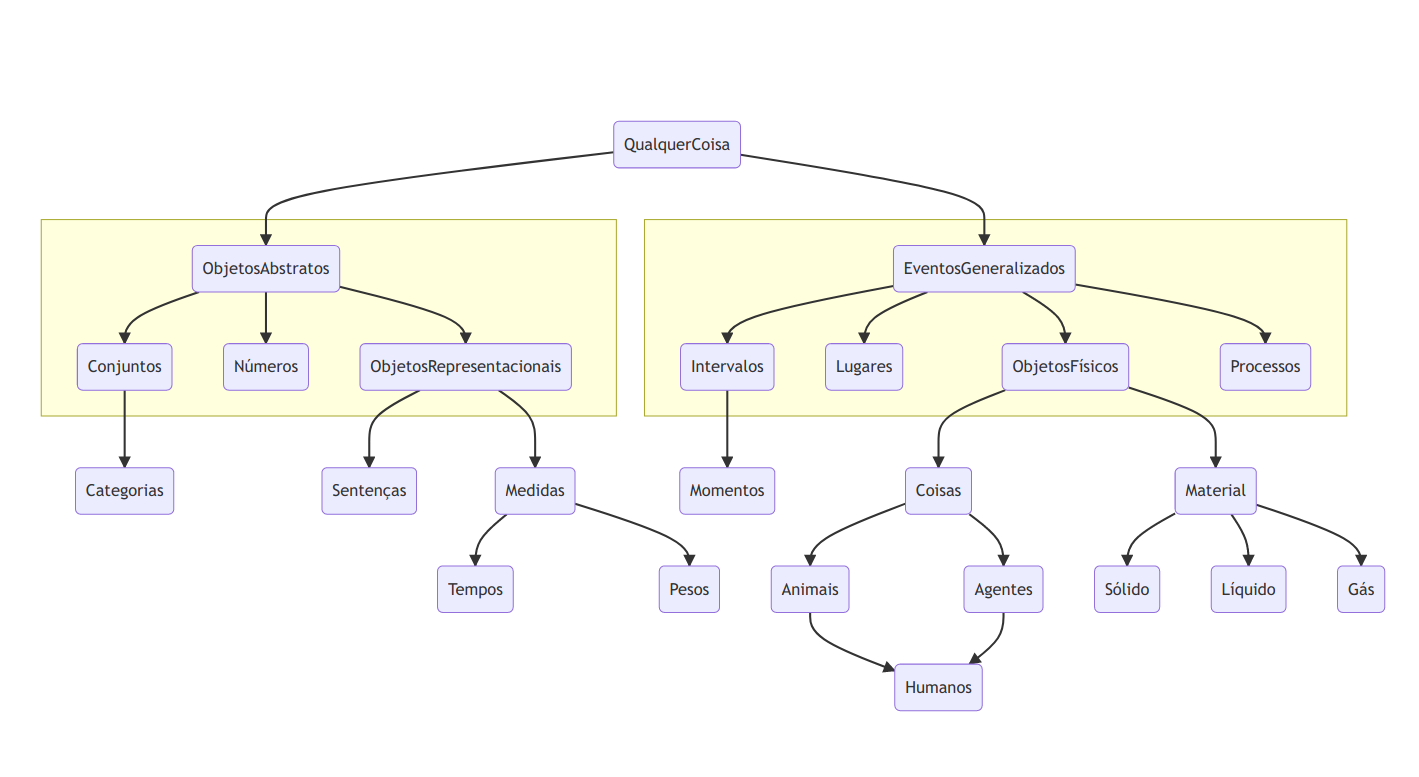 QualquerCoisa
ObjetosAbstratos
EventosGeneralizados
Conjuntos
Números
ObjetosRepresentacionais
Intervalos
Lugares
ObjetosFísicos
Processos
Categorias
Sentenças
Medidas
Momentos
Coisas
Material
Tempos
Pesos
Animais
Agentes
Sólido
Líquido
Gás
Humanos